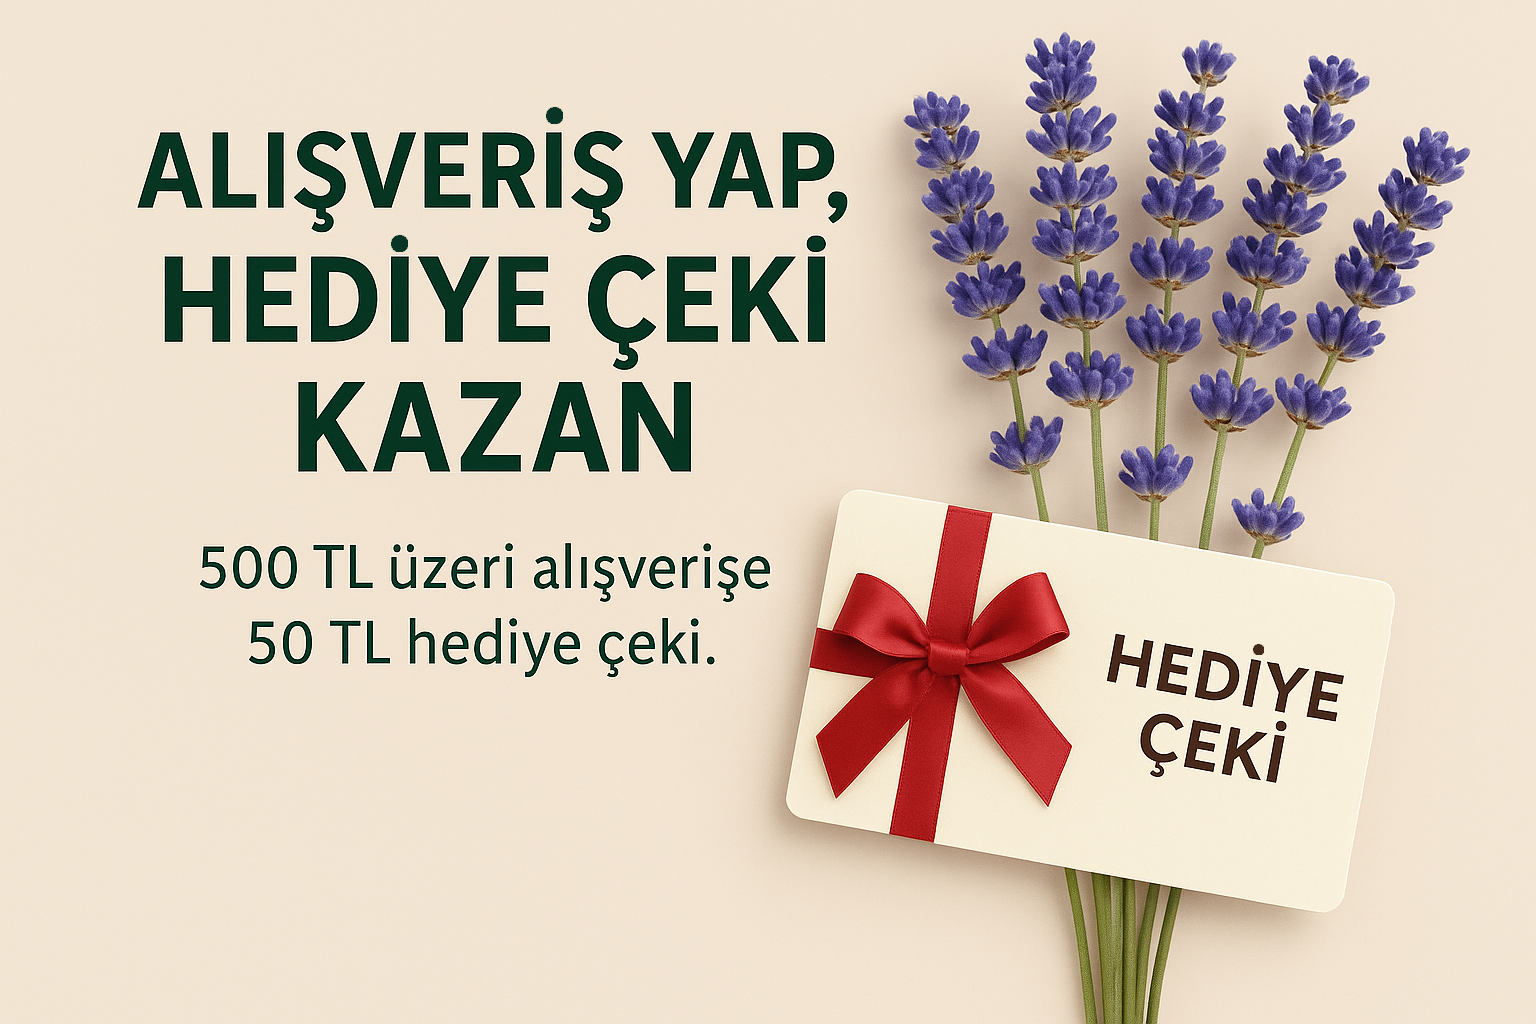 ALIŞVERİŞ YAP,
HEDİYE ÇEKİ
KAZAN
500 TL üzeri alışverişe
50 TL hediye çeki.
HEDİYE
ÇEKİ